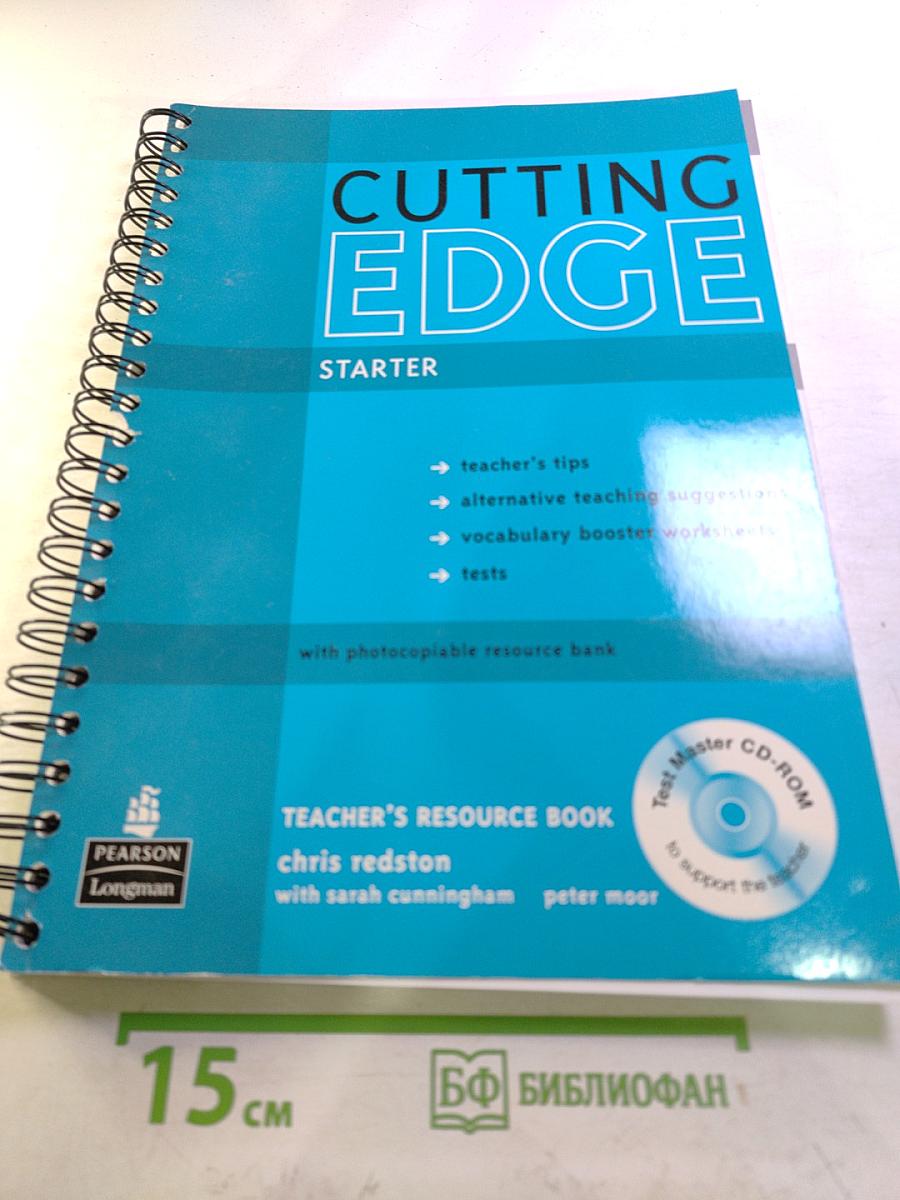 CUTTING
EDGE
STARTER
→ teacher's tips
→ alternative teaching suggestions
→ vocabulary booster worksheets
→ tests
with photocopiable resource bank
Test Master CD-ROM
to support the teacher
TEACHER'S RESOURCE BOOK
chris redston
with sarah cunningham peter moor
PEARSON
Longman
15 см
БФ БИБЛИОФАН